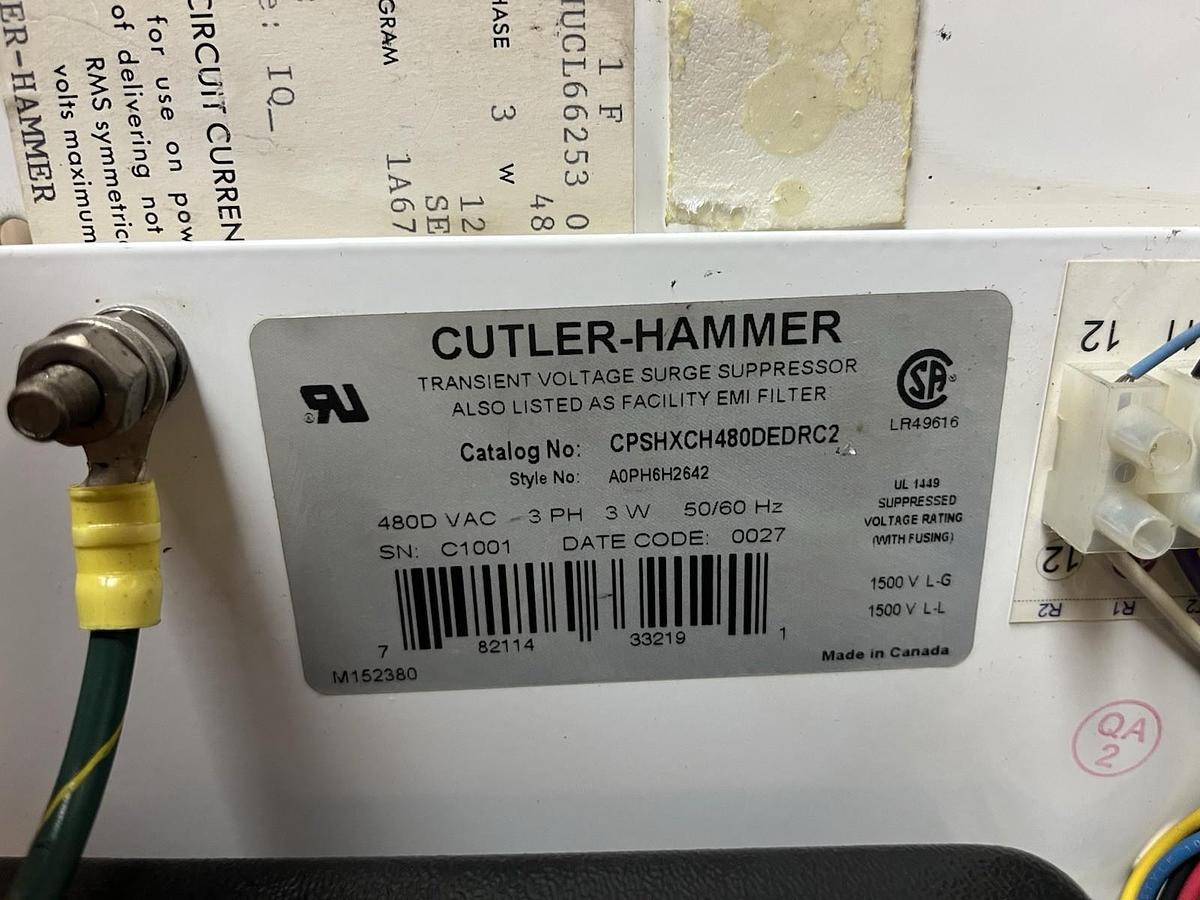 1 F
HUCL66253 0
48
HASE 3 W
12
SE
GRAM 1A67
e: IQ_
CIRCUIT CURREN
for use on pow
of delivering not
RMS symmetric
volts maximum
ER-HAMMER
CUTLER-HAMMER
TRANSIENT VOLTAGE SURGE SUPPRESSOR
ALSO LISTED AS FACILITY EMI FILTER
Catalog No: CPSHXCH480DEDRC2
Style No: A0PH6H2642
480D VAC 3 PH 3 W 50/60 Hz
SN: C1001 DATE CODE: 0027
7 82114 33219 1
M152380
RU
SA
LR49616
UL 1449
SUPPRESSED
VOLTAGE RATING
(WITH FUSING)
1500 V L-G
1500 V L-L
Made in Canada
12
12
R2 R1
QA
2